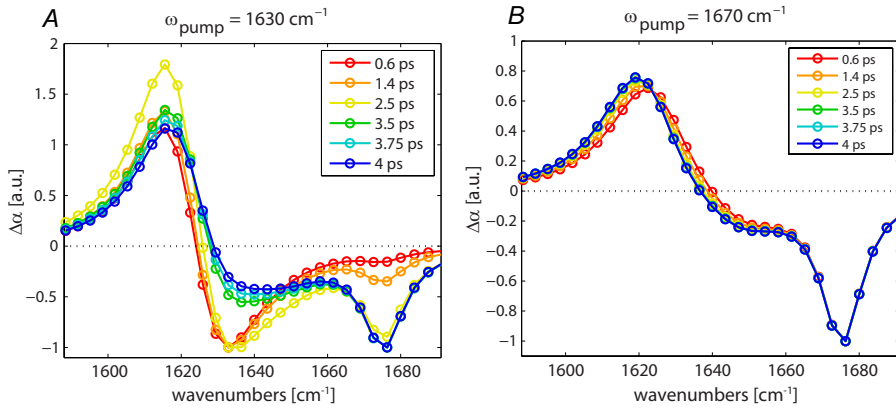 A
ω_pump = 1630 cm⁻¹
2
1.5
1
0.5
0
−0.5
−1
Δα [a.u.]
0.6 ps
1.4 ps
2.5 ps
3.5 ps
3.75 ps
4 ps
1600 1620 1640 1660 1680
wavenumbers [cm⁻¹]
B
ω_pump = 1670 cm⁻¹
1
0.8
0.6
0.4
0.2
0
−0.2
−0.4
−0.6
−0.8
−1
Δα [a.u.]
0.6 ps
1.4 ps
2.5 ps
3.5 ps
3.75 ps
4 ps
1600 1620 1640 1660 1680
wavenumbers [cm⁻¹]